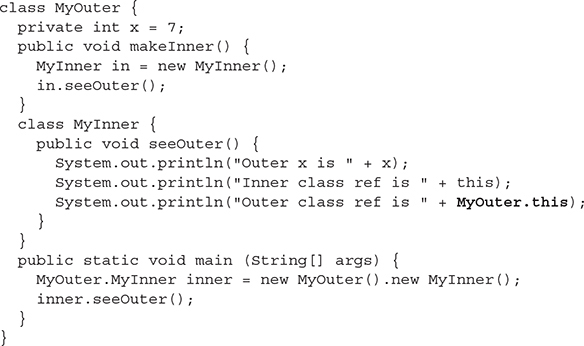 class MyOuter {
  private int x = 7;
  public void makeInner() {
    MyInner in = new MyInner();
    in.seeOuter();
  }
  class MyInner {
    public void seeOuter() {
      System.out.println("Outer x is " + x);
      System.out.println("Inner class ref is " + this);
      System.out.println("Outer class ref is " + MyOuter.this);
    }
  }
  public static void main (String[] args) {
    MyOuter.MyInner inner = new MyOuter().new MyInner();
    inner.seeOuter();
  }
}